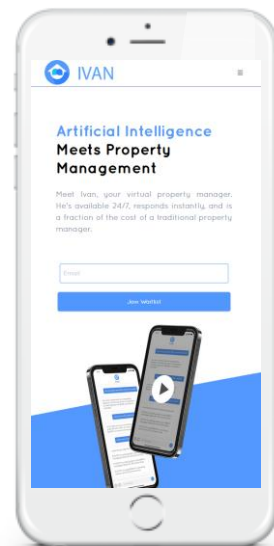 IVAN
Artificial Intelligence
Meets Property
Management
Meet Ivan, your virtual property manager.
He's available 24/7, responds instantly, and is
a fraction of the cost of a traditional property
manager.
Email
Join Waitlist